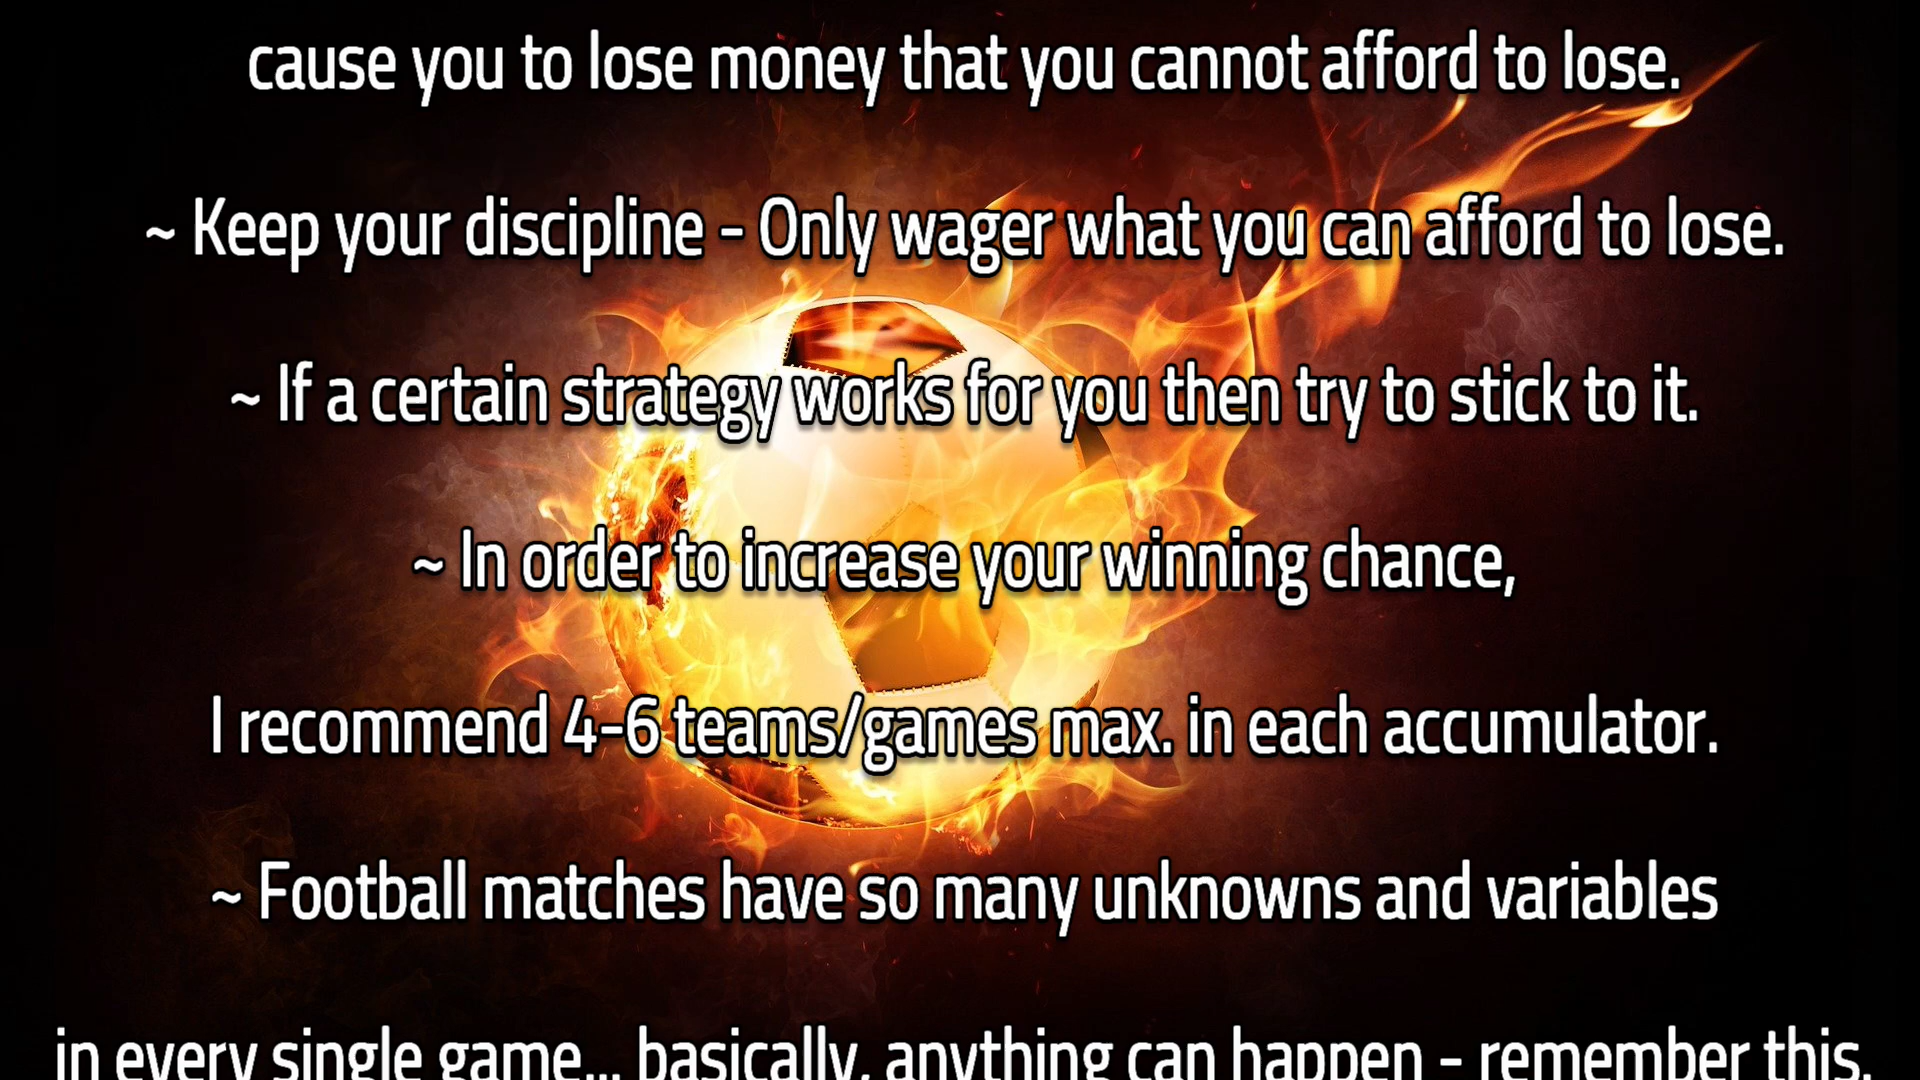 cause you to lose money that you cannot afford to lose.
~ Keep your discipline - Only wager what you can afford to lose.
~ If a certain strategy works for you then try to stick to it.
~ In order to increase your winning chance,
I recommend 4-6 teams/games max. in each accumulator.
~ Football matches have so many unknowns and variables
in every single game... basically, anything can happen - remember this.